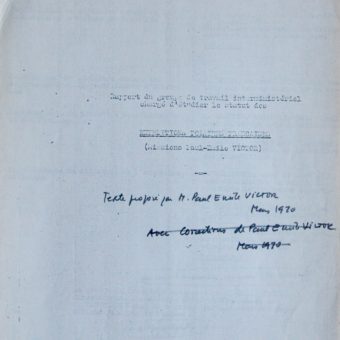 Rapport du groupe de travail interministériel
chargé d'étudier le statut des
EXPEDITIONS POLAIRES FRANCAISES
(Missions Paul-Emile VICTOR)
Texte proposé par M. Paul Emile VICTOR
Mars 1970
Avec corrections de Paul Emile VICTOR
Mars 1970